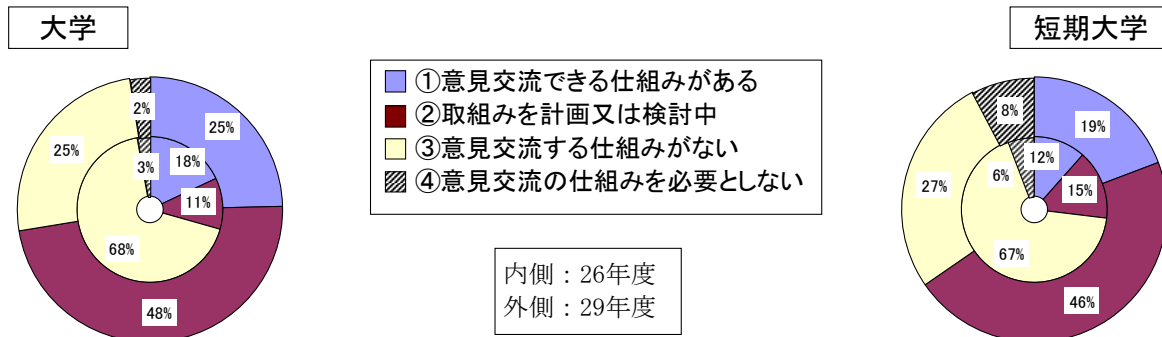 大学
短期大学
①意見交流できる仕組みがある
②取組みを計画又は検討中
③意見交流する仕組みがない
④意見交流の仕組みを必要としない
2%
25%
25%
3%
18%
11%
68%
48%
内側：26年度
外側：29年度
8%
19%
12%
6%
15%
27%
67%
46%